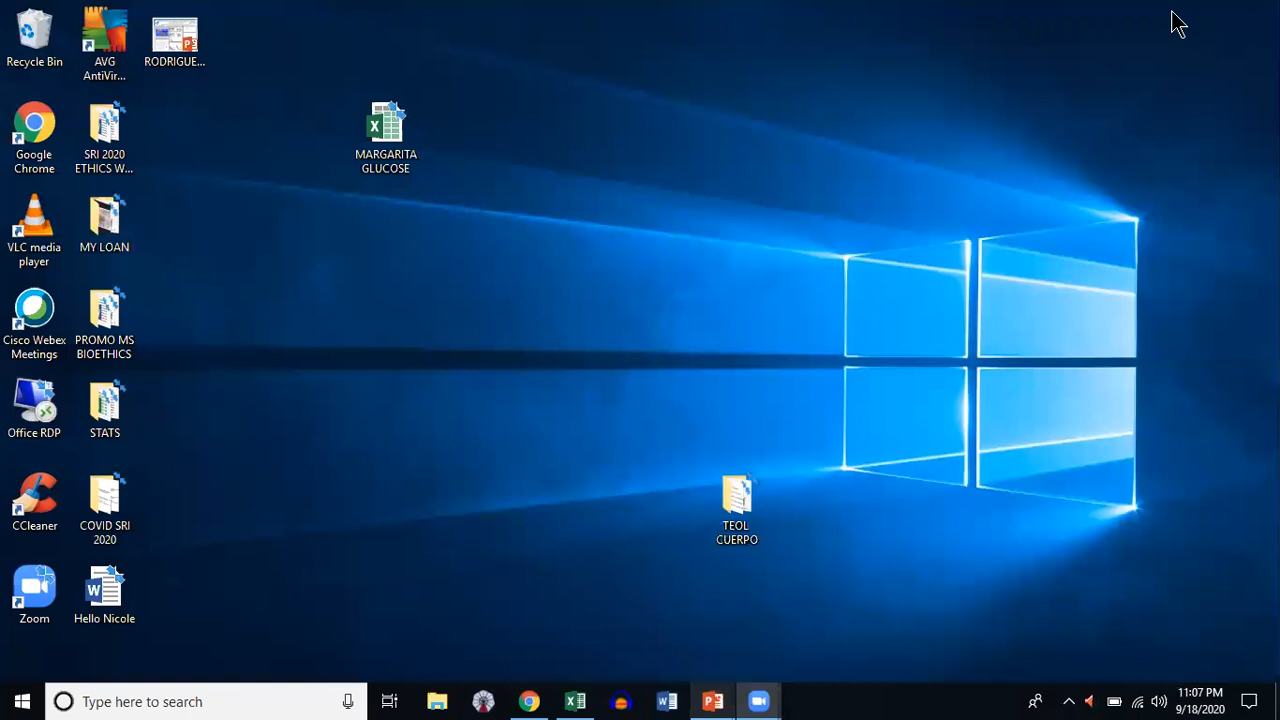 Recycle Bin
AVG
AntiVir...
RODRIGUE...
Google
Chrome
SRI 2020
ETHICS W...
MARGARITA
GLUCOSE
VLC media
player
MY LOAN
Cisco Webex
Meetings
PROMO MS
BIOETHICS
Office RDP
STATS
CCleaner
COVID SRI
2020
TEOL
CUERPO
Zoom
Hello Nicole
Type here to search
11:07 PM
9/18/2020